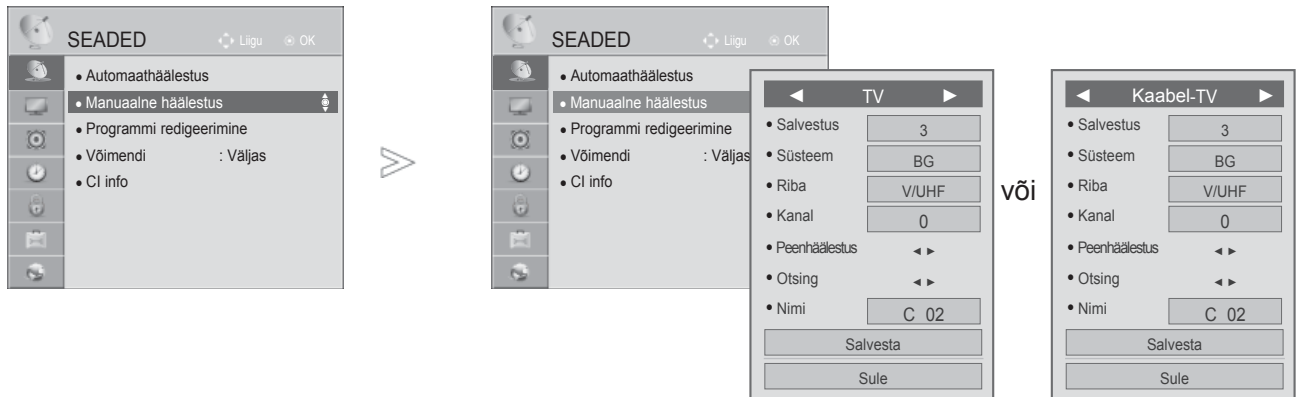 SEADED Liigu OK
• Automaathäälestus
• Manuaalne häälestus
• Programmi redigeerimine
• Võimendi : Väljas
• CI info
SEADED Liigu OK
• Automaathäälestus
• Manuaalne häälestus
• Programmi redigeerimine
• Võimendi : Väljas
• CI info
◄ TV ►
• Salvestus 3
• Süsteem BG
• Riba V/UHF
• Kanal 0
• Peenhäälestus ◄ ►
• Otsing ◄ ►
• Nimi C 02
Salvesta
Sule
või
◄ Kaabel-TV ►
• Salvestus 3
• Süsteem BG
• Riba V/UHF
• Kanal 0
• Peenhäälestus ◄ ►
• Otsing ◄ ►
• Nimi C 02
Salvesta
Sule